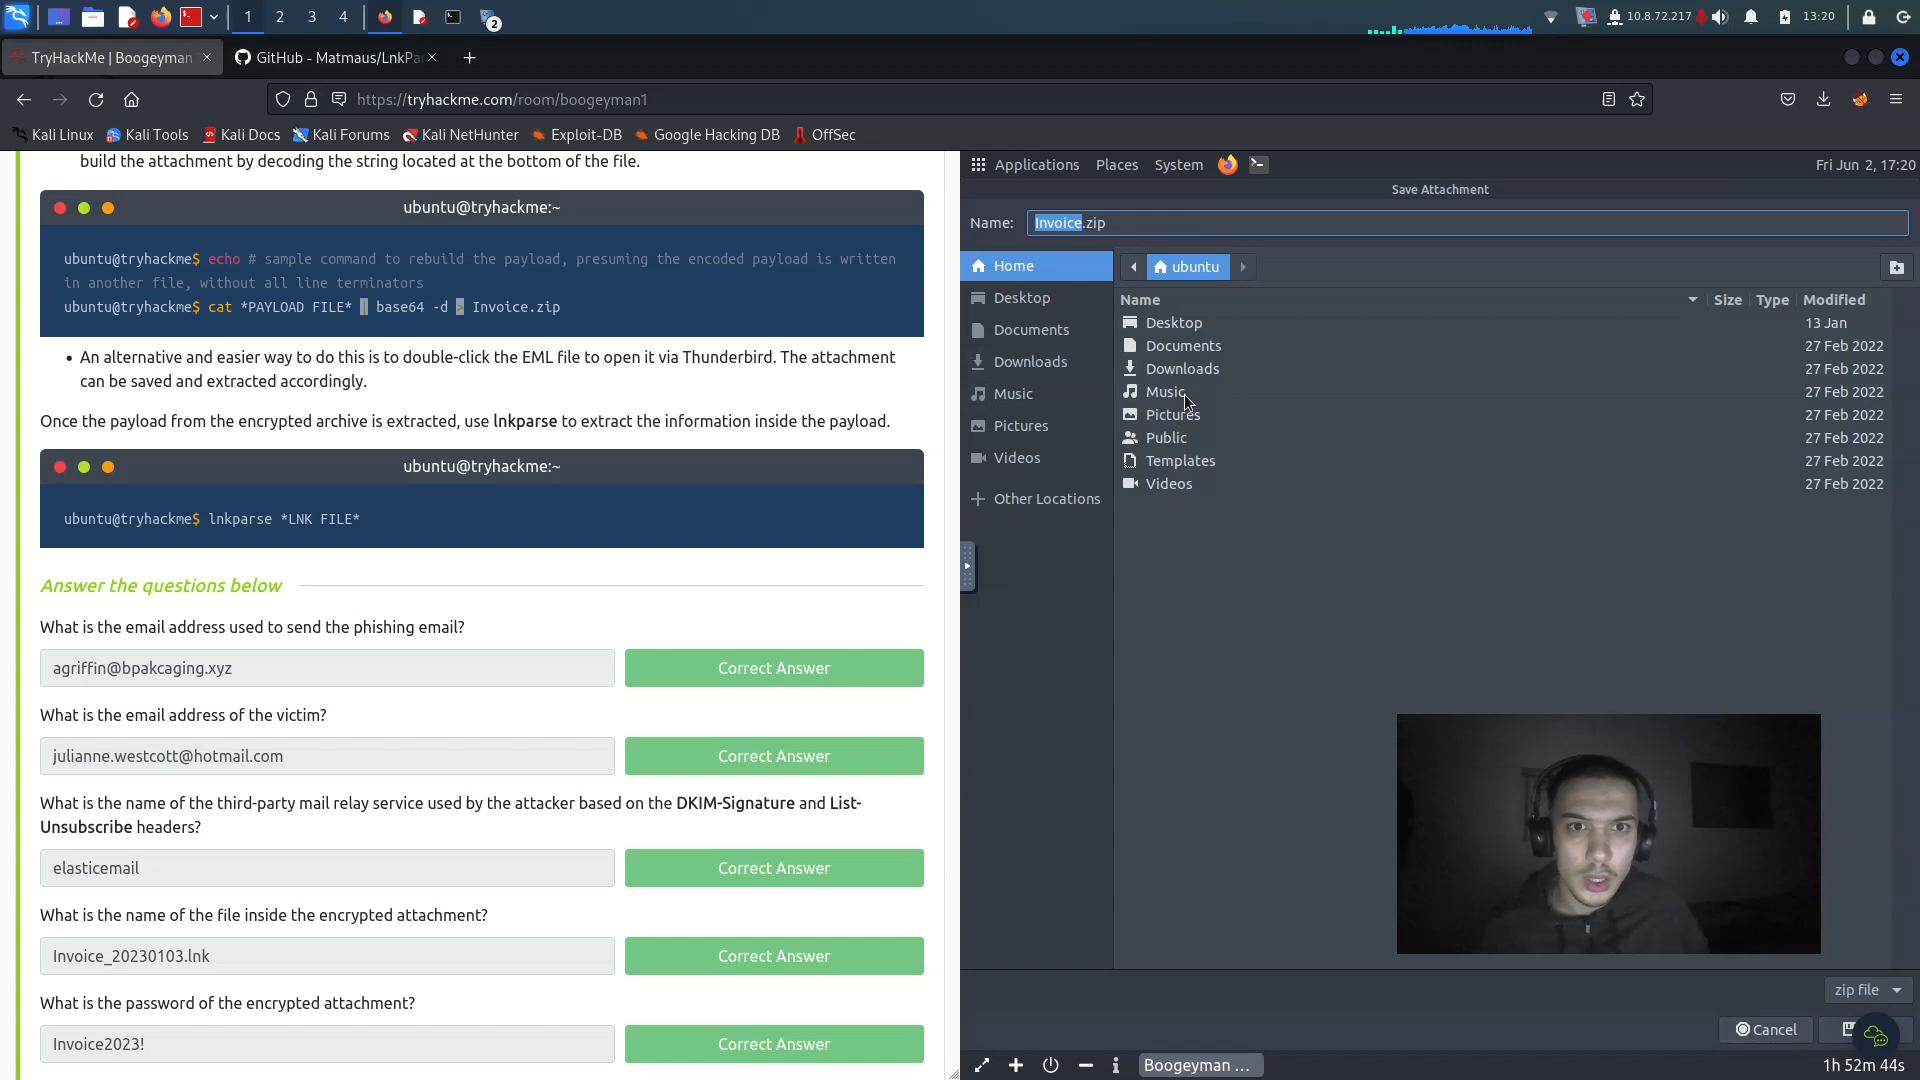 1 2 3 4 2 10.8.72.217 13:20
TryHackMe | Boogeyman × GitHub - Matmaus/LnkPa × +
https://tryhackme.com/room/boogeyman1
Kali Linux Kali Tools Kali Docs Kali Forums Kali NetHunter Exploit-DB Google Hacking DB OffSec
build the attachment by decoding the string located at the bottom of the file.
ubuntu@tryhackme:~
ubuntu@tryhackme$ echo # sample command to rebuild the payload, presuming the encoded payload is written
in another file, without all line terminators
ubuntu@tryhackme$ cat *PAYLOAD FILE* | base64 -d > Invoice.zip
• An alternative and easier way to do this is to double-click the EML file to open it via Thunderbird. The attachment
can be saved and extracted accordingly.
Once the payload from the encrypted archive is extracted, use lnkparse to extract the information inside the payload.
ubuntu@tryhackme:~
ubuntu@tryhackme$ lnkparse *LNK FILE*
Answer the questions below
What is the email address used to send the phishing email?
agriffin@bpakcaging.xyz
Correct Answer
What is the email address of the victim?
julianne.westcott@hotmail.com
Correct Answer
What is the name of the third-party mail relay service used by the attacker based on the DKIM-Signature and List-
Unsubscribe headers?
elasticemail
Correct Answer
What is the name of the file inside the encrypted attachment?
Invoice_20230103.lnk
Correct Answer
What is the password of the encrypted attachment?
Invoice2023!
Correct Answer
Applications Places System Fri Jun 2, 17:20
Save Attachment
Name: Invoice.zip
Home
Desktop
Documents
Downloads
Music
Pictures
Videos
+ Other Locations
ubuntu
Name Size Type Modified
Desktop 13 Jan
Documents 27 Feb 2022
Downloads 27 Feb 2022
Music 27 Feb 2022
Pictures 27 Feb 2022
Public 27 Feb 2022
Templates 27 Feb 2022
Videos 27 Feb 2022
zip file
Cancel
Boogeyman ... 1h 52m 44s